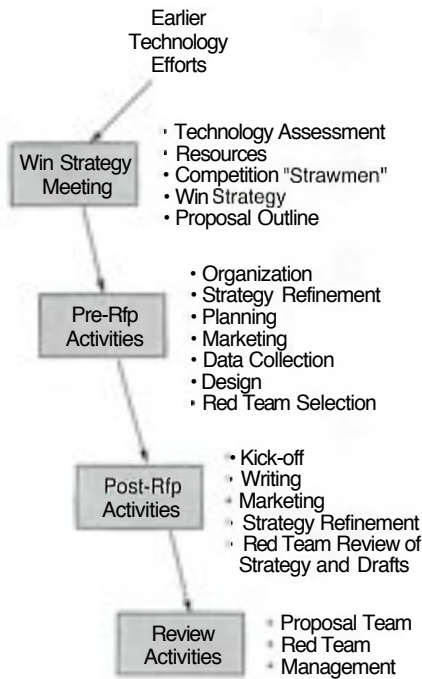 Earlier
Technology
Efforts
Win Strategy
Meeting
• Technology Assessment
• Resources
• Competition "Strawmen"
• Win Strategy
• Proposal Outline
Pre-Rfp
Activities
• Organization
• Strategy Refinement
• Planning
• Marketing
• Data Collection
• Design
• Red Team Selection
Post-Rfp
Activities
• Kick-off
• Writing
• Marketing
• Strategy Refinement
• Red Team Review of
Strategy and Drafts
Review
Activities
• Proposal Team
• Red Team
• Management